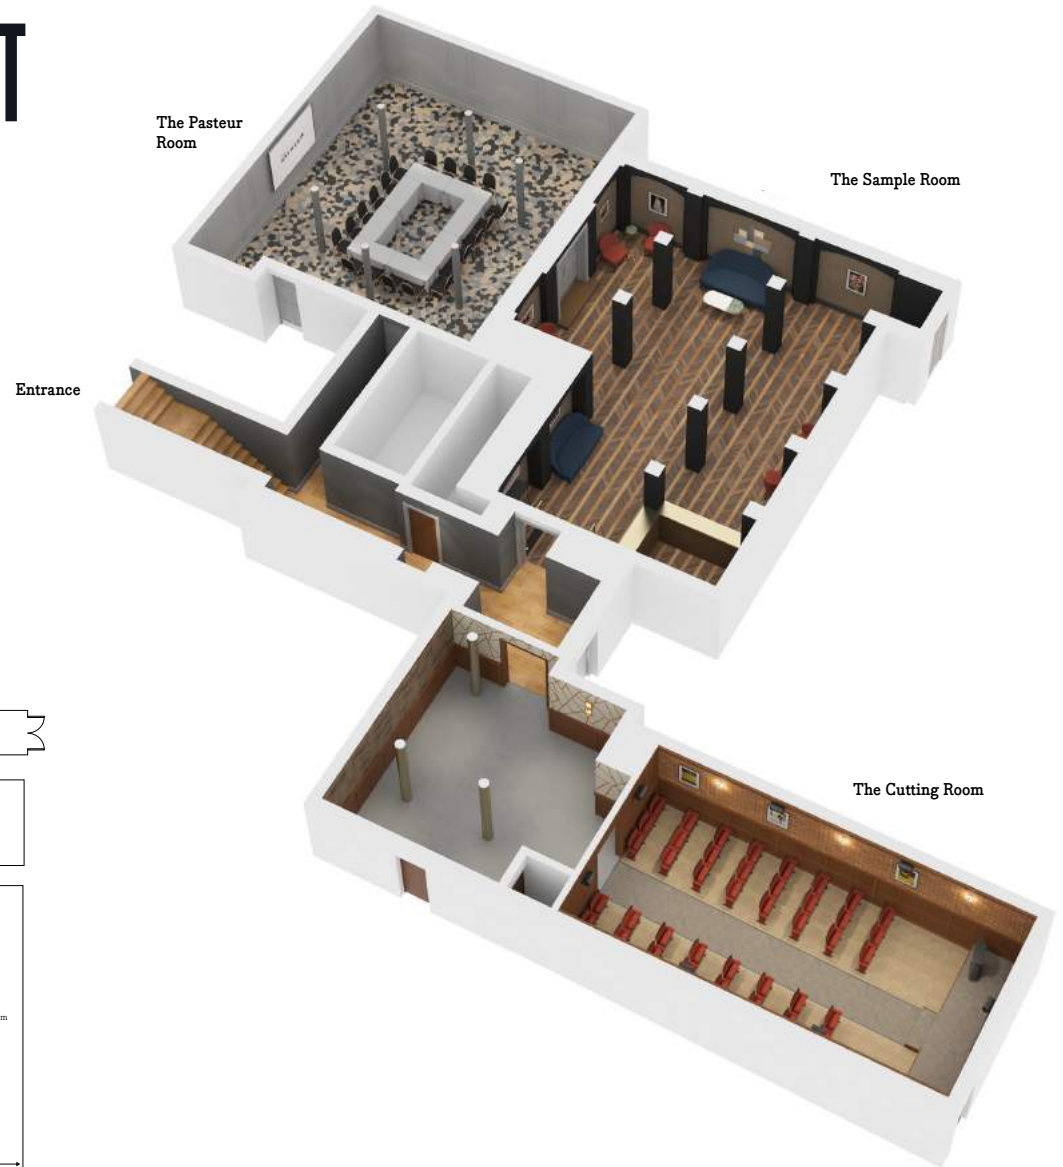 T
The Pasteur
Room
The Sample Room
Entrance
The Cutting Room
m